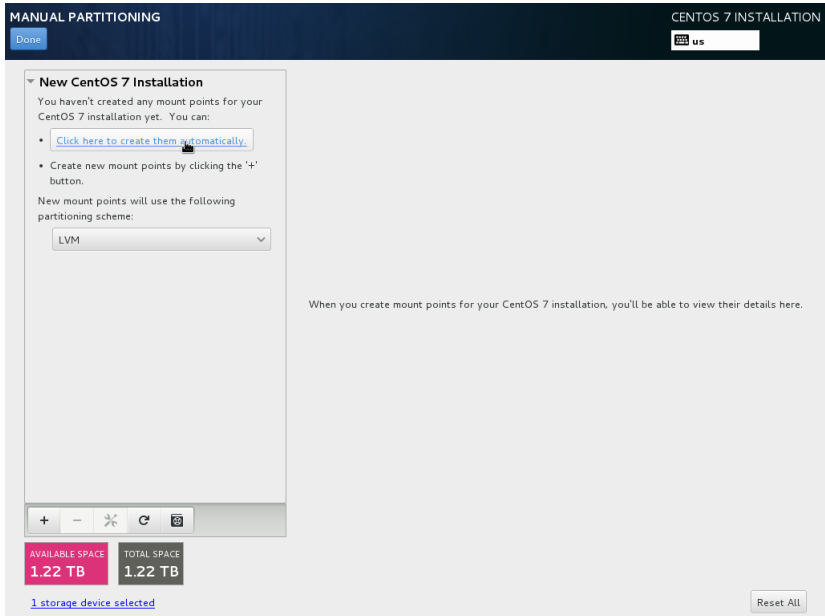 MANUAL PARTITIONING
CENTOS 7 INSTALLATION
Done
us
New CentOS 7 Installation
You haven't created any mount points for your
CentOS 7 installation yet.  You can:
• Click here to create them automatically.
• Create new mount points by clicking the '+'
button.
New mount points will use the following
partitioning scheme:
LVM
When you create mount points for your CentOS 7 installation, you'll be able to view their details here.
+ −
AVAILABLE SPACE
1.22 TB
TOTAL SPACE
1.22 TB
1 storage device selected
Reset All